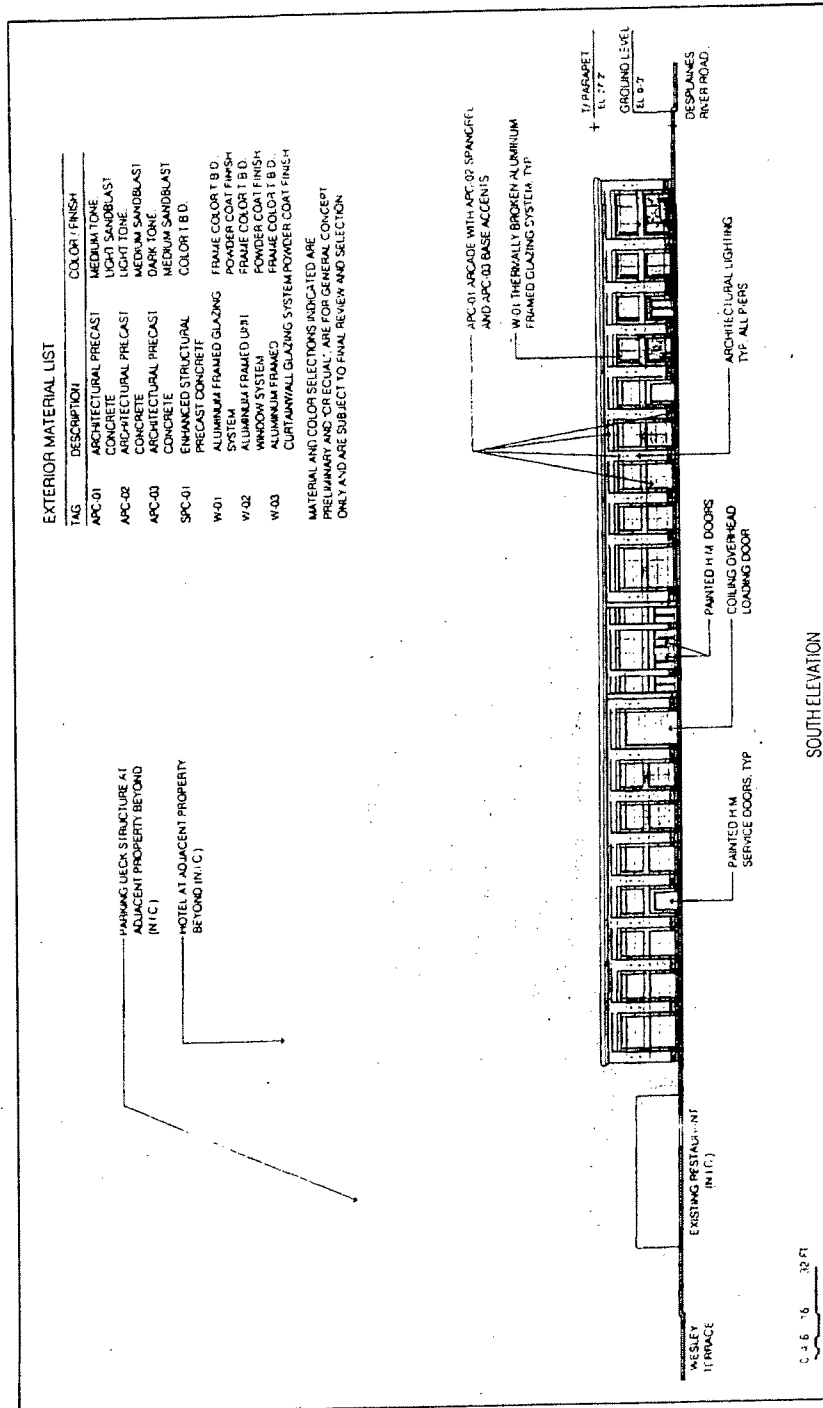 EXTERIOR MATERIAL LIST
TAG DESCRIPTION COLOR / FINISH
APC-01 ARCHITECTURAL PRECAST MEDIUM TONE
CONCRETE LIGHT SANDBLAST
APC-02 ARCHITECTURAL PRECAST LIGHT TONE
CONCRETE MEDIUM SANDBLAST
APC-03 ARCHITECTURAL PRECAST DARK TONE
CONCRETE MEDIUM SANDBLAST
SPC-01 ENHANCED STRUCTURAL COLOR T B D.
PRECAST CONCRETE
W-01 ALUMINUM FRAMED GLAZING FRAME COLOR T B D.
SYSTEM POWDER COAT FINISH
W-02 ALUMINUM FRAMED UNIT FRAME COLOR T B D.
WINDOW SYSTEM POWDER COAT FINISH
W-03 ALUMINUM FRAMED FRAME COLOR T B D.
CURTAINWALL GLAZING SYSTEM POWDER COAT FINISH
MATERIAL AND COLOR SELECTIONS INDICATED ARE
PRELIMINARY AND "OR EQUAL". ARE FOR GENERAL CONCEPT
ONLY AND ARE SUBJECT TO FINAL REVIEW AND SELECTION
PARKING DECK STRUCTURE AT
ADJACENT PROPERTY BEYOND
(N I C )
HOTEL AT ADJACENT PROPERTY
BEYOND (N I C )
APC-01 ARCADE WITH APC-02 SPANDREL
AND APC-03 BASE ACCENTS
W-01 THERMALLY BROKEN ALUMINUM
FRAMED GLAZING SYSTEM, TYP
T/ PARAPET
GROUND LEVEL
DESPLAINES
RIVER ROAD
WESLEY
TERRACE
EXISTING RESTAURANT
(N I C )
PAINTED H M
SERVICE DOORS, TYP
PAINTED H M DOORS
COILING OVERHEAD
LOADING DOOR
ARCHITECTURAL LIGHTING
TYP. ALL PIERS
SOUTH ELEVATION
16 32 FT